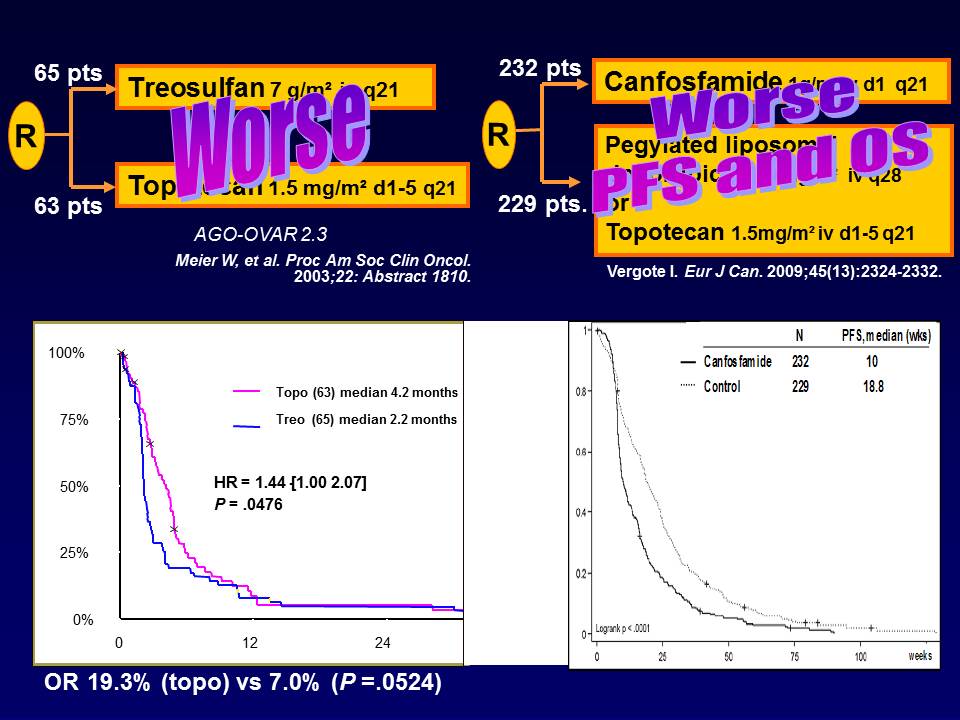 65 pts
Treosulfan 7 g/m² q21
R
Worse
Topotecan 1.5 mg/m² d1-5 q21
63 pts
AGO-OVAR 2.3
Meier W, et al. Proc Am Soc Clin Oncol.
2003;22: Abstract 1810.
232 pts
Canfosfamide d1 q21
R
Worse
PFS and OS
Pegylated liposomal
iv q28
or
229 pts.
Topotecan 1.5mg/m² iv d1-5 q21
Vergote I. Eur J Can. 2009;45(13):2324-2332.
100%
75%
50%
25%
0%
0 12 24
Topo (63) median 4.2 months
Treo (65) median 2.2 months
HR = 1.44 [1.00 2.07]
P = .0476
OR 19.3% (topo) vs 7.0% (P =.0524)
N PFS, median (wks)
Canfosfamide 232 10
Control 229 18.8
1
0.8
0.6
0.4
0.2
0
Logrank p < .0001
0 25 50 75 100 weeks